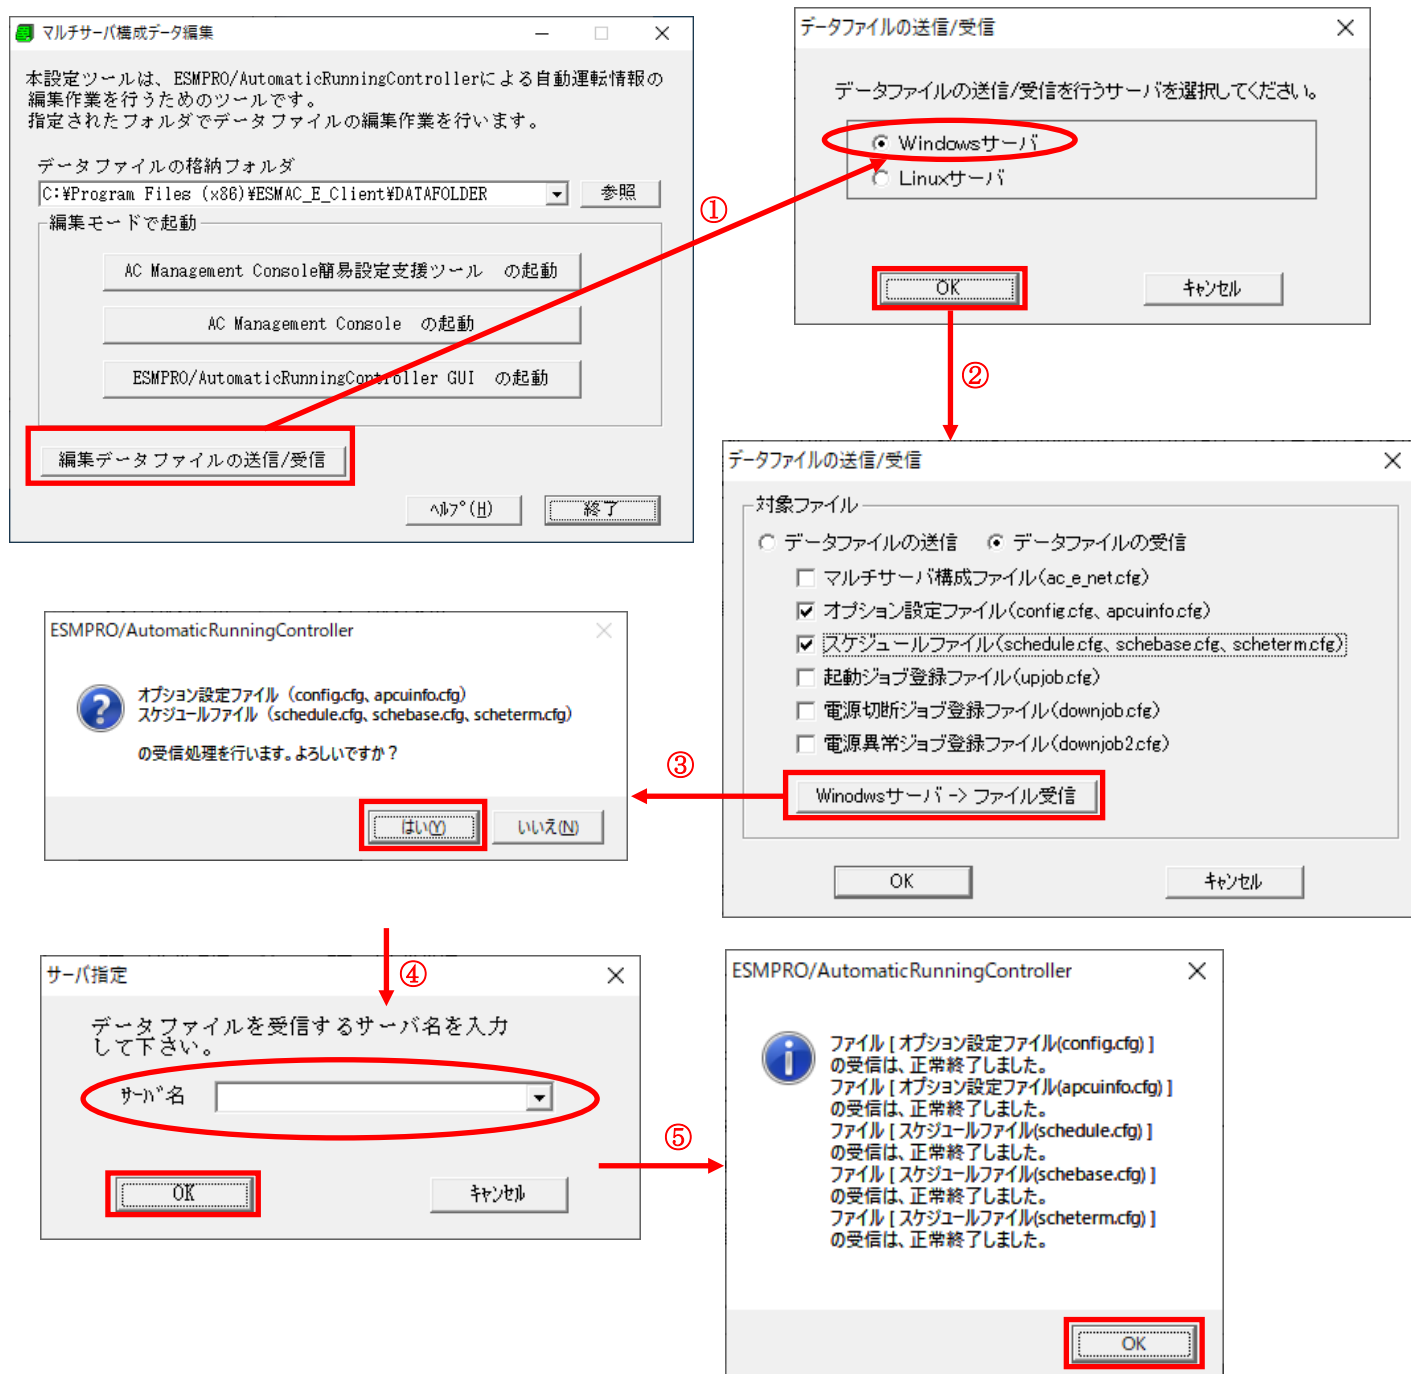 マルチサーバ構成データ編集
本設定ツールは、ESMPRO/AutomaticRunningControllerによる自動運転情報の
編集作業を行うためのツールです。
指定されたフォルダでデータファイルの編集作業を行います。
データファイルの格納フォルダ
C:¥Program Files (x86)¥ESMAC_E_Client¥DATAFOLDER
参照
編集モードで起動
AC Management Console簡易設定支援ツール の起動
AC Management Console の起動
ESMPRO/AutomaticRunningController GUI の起動
編集データファイルの送信/受信
ﾍﾙﾌﾟ(H)
終了
①
データファイルの送信/受信
データファイルの送信/受信を行うサーバを選択してください。
Windowsサーバ
Linuxサーバ
OK
ｷｬﾝｾﾙ
②
データファイルの送信/受信
対象ファイル
データファイルの送信
データファイルの受信
マルチサーバ構成ファイル(ac_e_net.cfg)
オプション設定ファイル(config.cfg、apcuinfo.cfg)
スケジュールファイル(schedule.cfg、schebase.cfg、scheterm.cfg)
起動ジョブ登録ファイル(upjob.cfg)
電源切断ジョブ登録ファイル(downjob.cfg)
電源異常ジョブ登録ファイル(downjob2.cfg)
Winodwsサーバ -> ファイル受信
OK
ｷｬﾝｾﾙ
③
ESMPRO/AutomaticRunningController
オプション設定ファイル（config.cfg, apcuinfo.cfg)
スケジュールファイル（schedule.cfg, schebase.cfg、scheterm.cfg)
の受信処理を行います。よろしいですか？
はい(Y)
いいえ(N)
④
サーバ指定
データファイルを受信するサーバ名を入力
して下さい。
ｻｰﾊﾞ名
OK
ｷｬﾝｾﾙ
⑤
ESMPRO/AutomaticRunningController
ファイル [ オプション設定ファイル(config.cfg) ]
の受信は、正常終了しました。
ファイル [ オプション設定ファイル(apcuinfo.cfg) ]
の受信は、正常終了しました。
ファイル [ スケジュールファイル(schedule.cfg) ]
の受信は、正常終了しました。
ファイル [ スケジュールファイル(schebase.cfg) ]
の受信は、正常終了しました。
ファイル [ スケジュールファイル(scheterm.cfg) ]
の受信は、正常終了しました。
OK